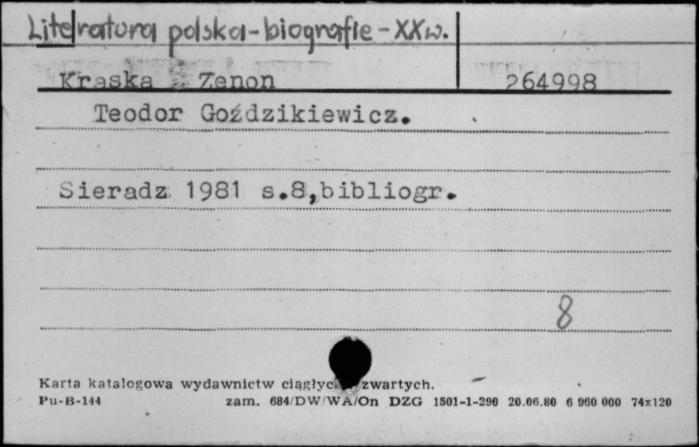 Literatura polska - biografie - XX w.
Kraska Zenon 264998
Teodor Goździkiewicz.
Sieradz 1981 s.8,bibliogr.
8
Karta katalogowa wydawnictw ciągłyc zwartych.
Pu-B-144 zam. 684/DW/WA/On DZG 1501-1-290 20.06.80 6 960 000 74x120